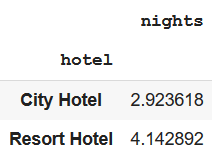 nights
hotel
City Hotel 2.923618
Resort Hotel 4.142892